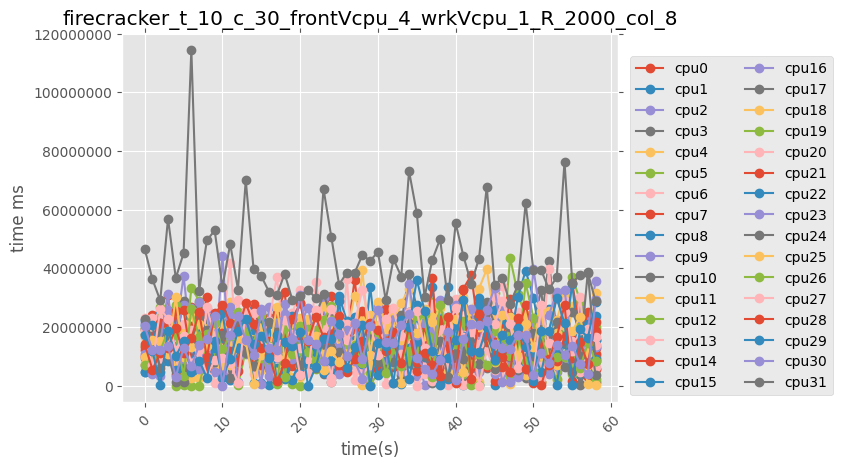 firecracker_t_10_c_30_frontVcpu_4_wrkVcpu_1_R_2000_col_8
120000000
100000000
80000000
60000000
40000000
20000000
0
time ms
0
10
20
30
40
50
60
time(s)
cpu0
cpu1
cpu2
cpu3
cpu4
cpu5
cpu6
cpu7
cpu8
cpu9
cpu10
cpu11
cpu12
cpu13
cpu14
cpu15
cpu16
cpu17
cpu18
cpu19
cpu20
cpu21
cpu22
cpu23
cpu24
cpu25
cpu26
cpu27
cpu28
cpu29
cpu30
cpu31